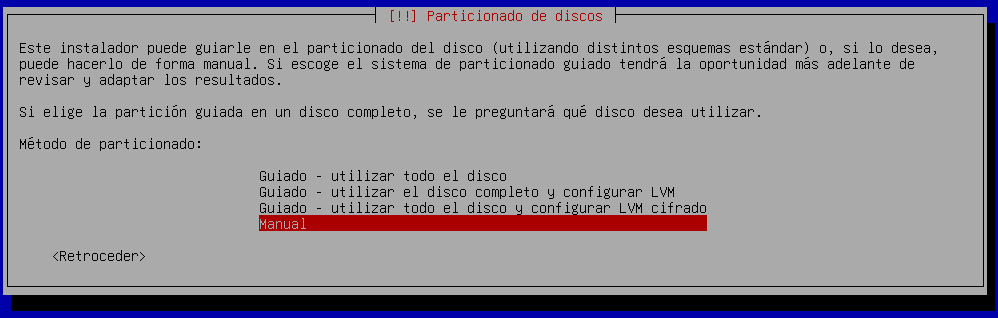 [!!] Particionado de discos
Este instalador puede guiarle en el particionado del disco (utilizando distintos esquemas estándar) o, si lo desea,
puede hacerlo de forma manual. Si escoge el sistema de particionado guiado tendrá la oportunidad más adelante de
revisar y adaptar los resultados.
Si elige la partición guiada en un disco completo, se le preguntará qué disco desea utilizar.
Método de particionado:
Guiado - utilizar todo el disco
Guiado - utilizar el disco completo y configurar LVM
Guiado - utilizar todo el disco y configurar LVM cifrado
Manual
<Retroceder>